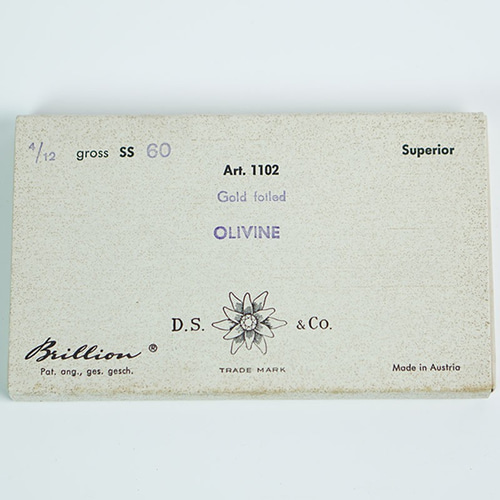 4/12 gross SS 60 Superior
Art. 1102
Gold foiled
OLIVINE
D.S. & Co.
Brillion ®
TRADE MARK
Pat. ang., ges. gesch. Made in Austria